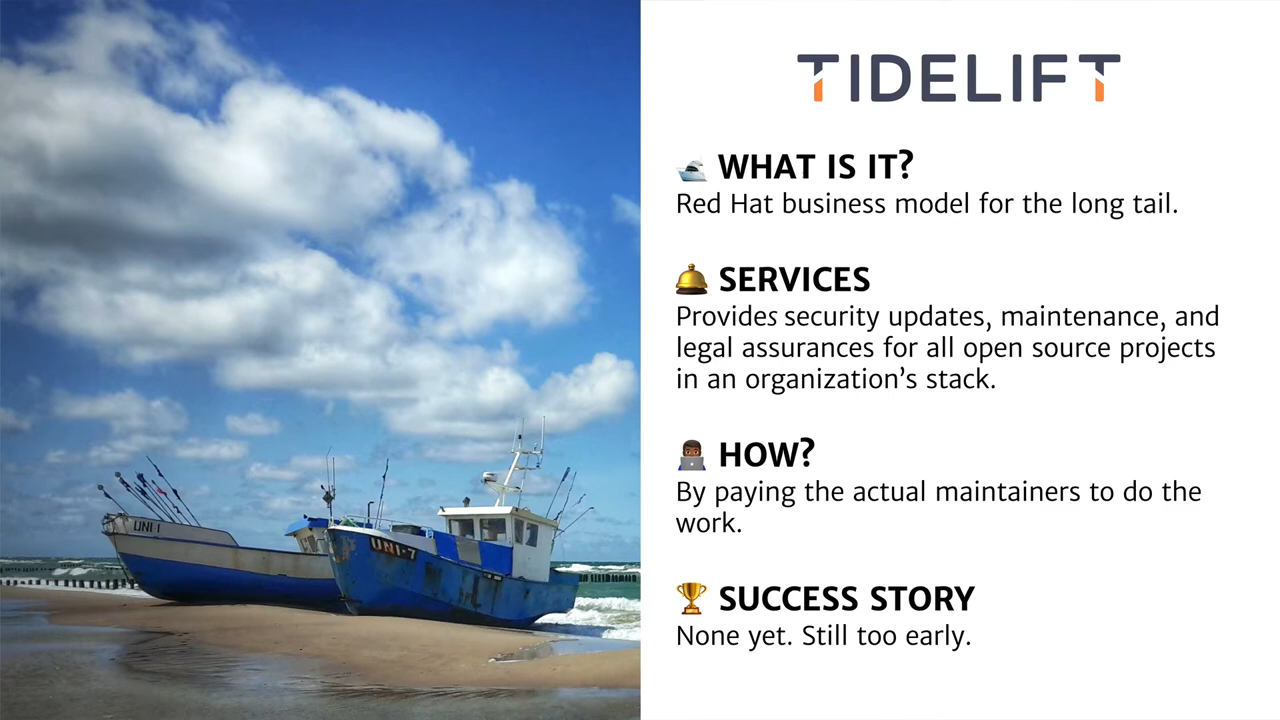 UNI-1
UNI-7
TIDELIFT
WHAT IS IT?
Red Hat business model for the long tail.
SERVICES
Provides security updates, maintenance, and
legal assurances for all open source projects
in an organization’s stack.
HOW?
By paying the actual maintainers to do the
work.
SUCCESS STORY
None yet. Still too early.